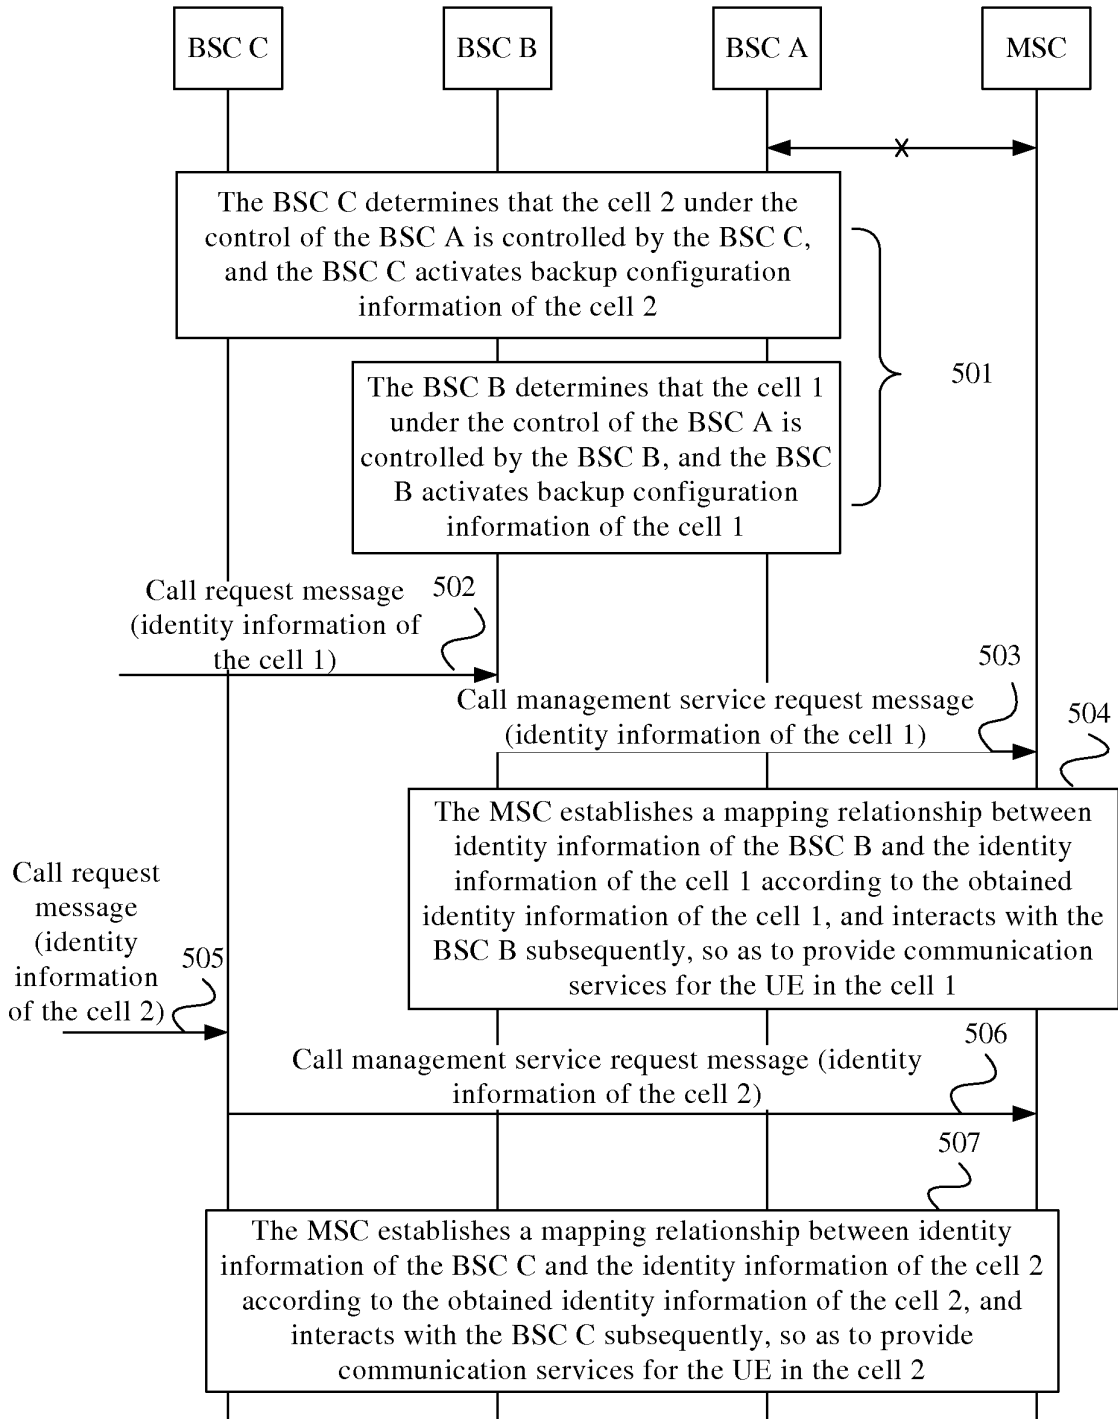 BSC C
BSC B
BSC A
MSC
The BSC C determines that the cell 2 under the
control of the BSC A is controlled by the BSC C,
and the BSC C activates backup configuration
information of the cell 2
501
The BSC B determines that the cell 1
under the control of the BSC A is
controlled by the BSC B, and the BSC
B activates backup configuration
information of the cell 1
Call request message
(identity information of
the cell 1)
502
Call management service request message
(identity information of the cell 1)
503
504
The MSC establishes a mapping relationship between
identity information of the BSC B and the identity
information of the cell 1 according to the obtained
identity information of the cell 1, and interacts with the
BSC B subsequently, so as to provide communication
services for the UE in the cell 1
Call request
message
(identity
information
of the cell 2)
505
Call management service request message (identity
information of the cell 2)
506
507
The MSC establishes a mapping relationship between identity
information of the BSC C and the identity information of the cell 2
according to the obtained identity information of the cell 2, and
interacts with the BSC C subsequently, so as to provide
communication services for the UE in the cell 2